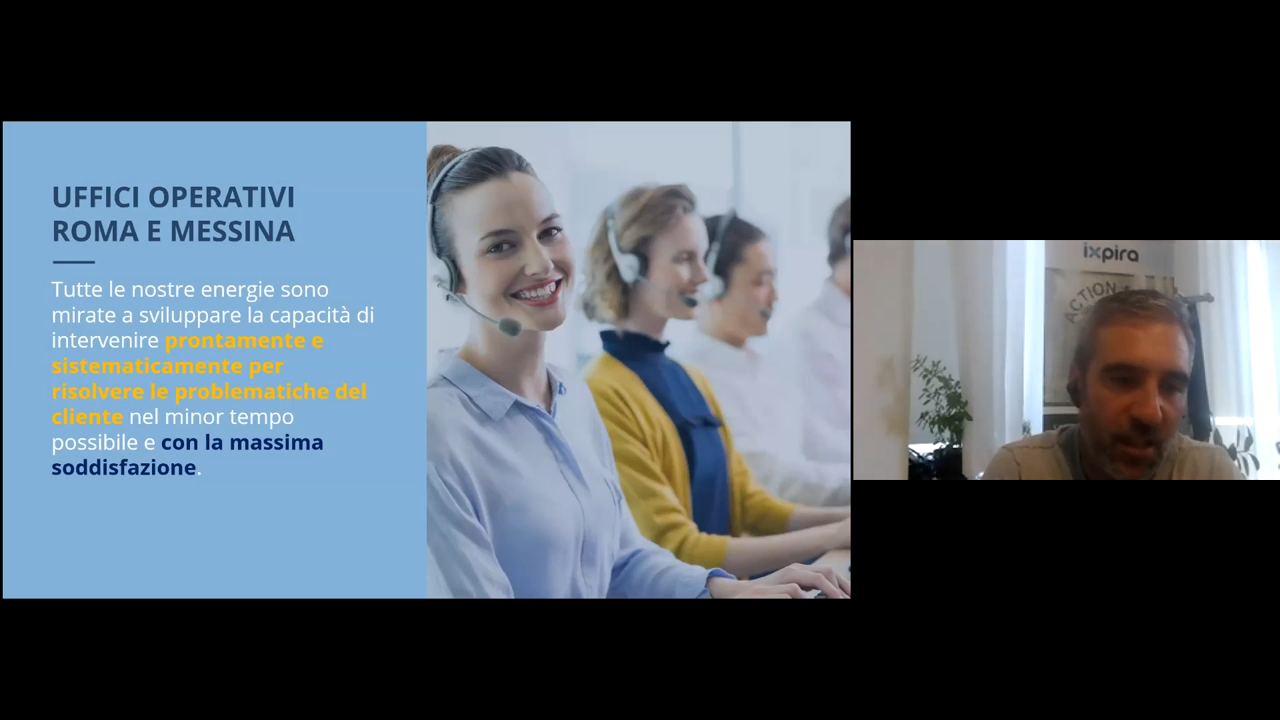 UFFICI OPERATIVI
ROMA E MESSINA
Tutte le nostre energie sono
mirate a sviluppare la capacità di
intervenire prontamente e
sistematicamente per
risolvere le problematiche del
cliente nel minor tempo
possibile e con la massima
soddisfazione.
ixpira
ACTION